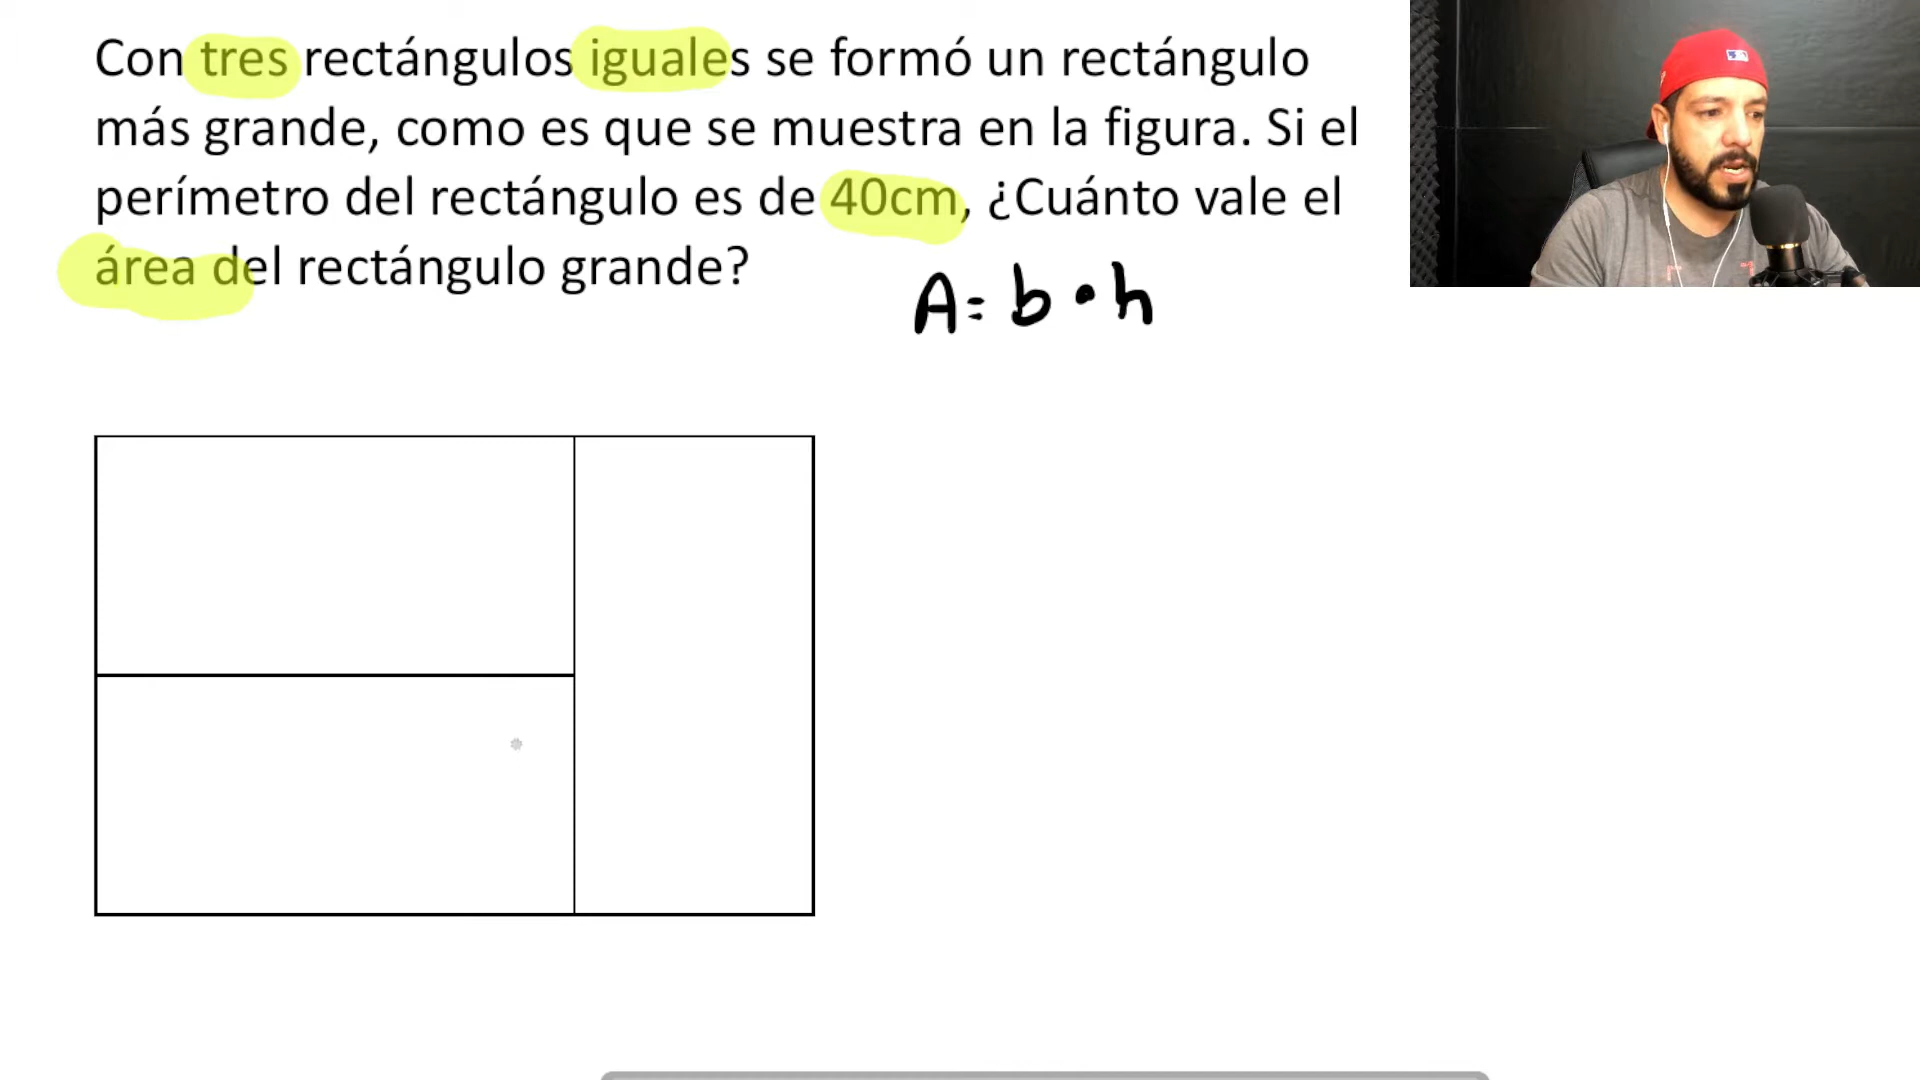 Con tres rectángulos iguales se formó un rectángulo
más grande, como es que se muestra en la figura. Si el
perímetro del rectángulo es de 40cm, ¿Cuánto vale el
área del rectángulo grande?
A= b • h